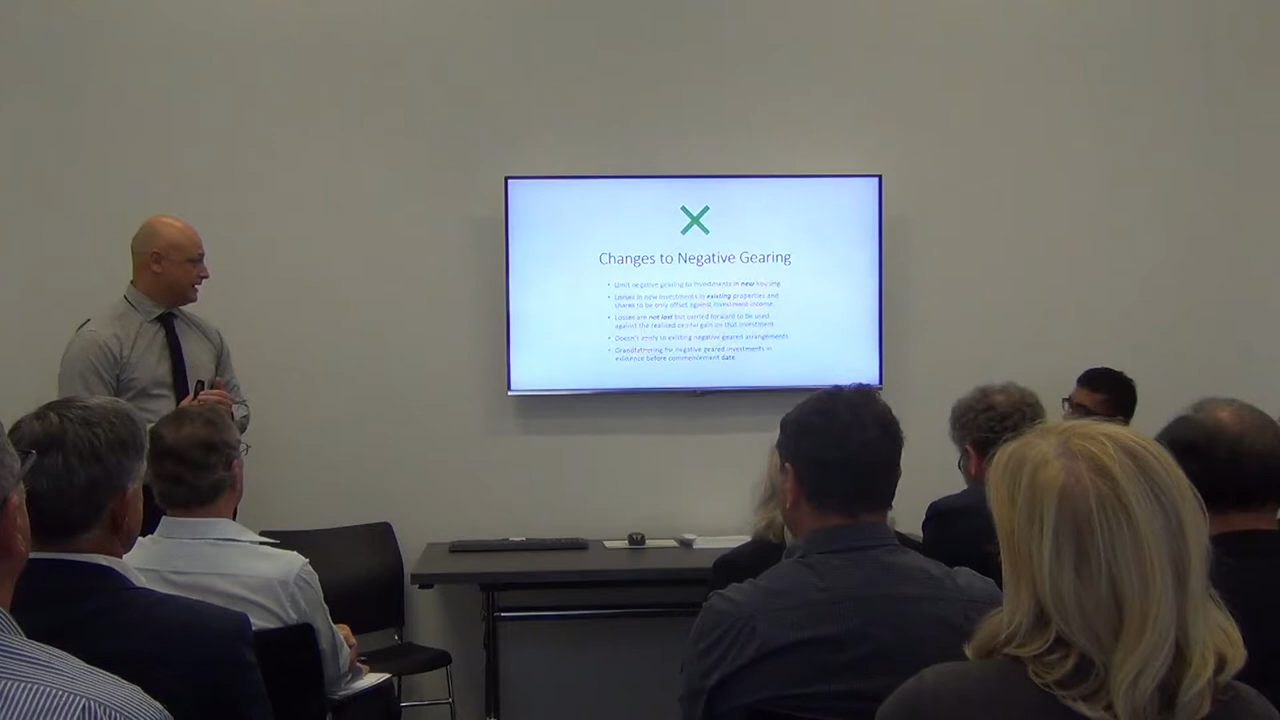 Changes to Negative Gearing
• Limit negative gearing to investments in new housing
• Losses in new investments in existing properties and
shares to be only offset against investment income
• Losses are not lost but carried forward to be used
against the realised capital gain on that investment
• Doesn't apply to existing negative geared arrangements
• Grandfathering for negative geared investments in
existence before commencement date